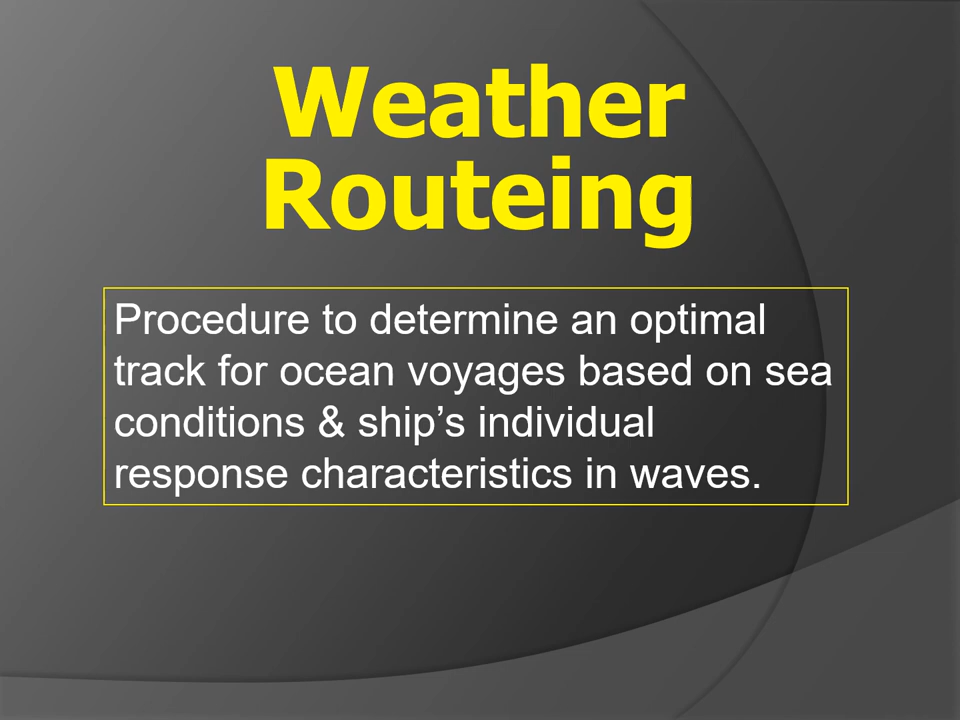 Weather
Routeing
Procedure to determine an optimal
track for ocean voyages based on sea
conditions & ship’s individual
response characteristics in waves.